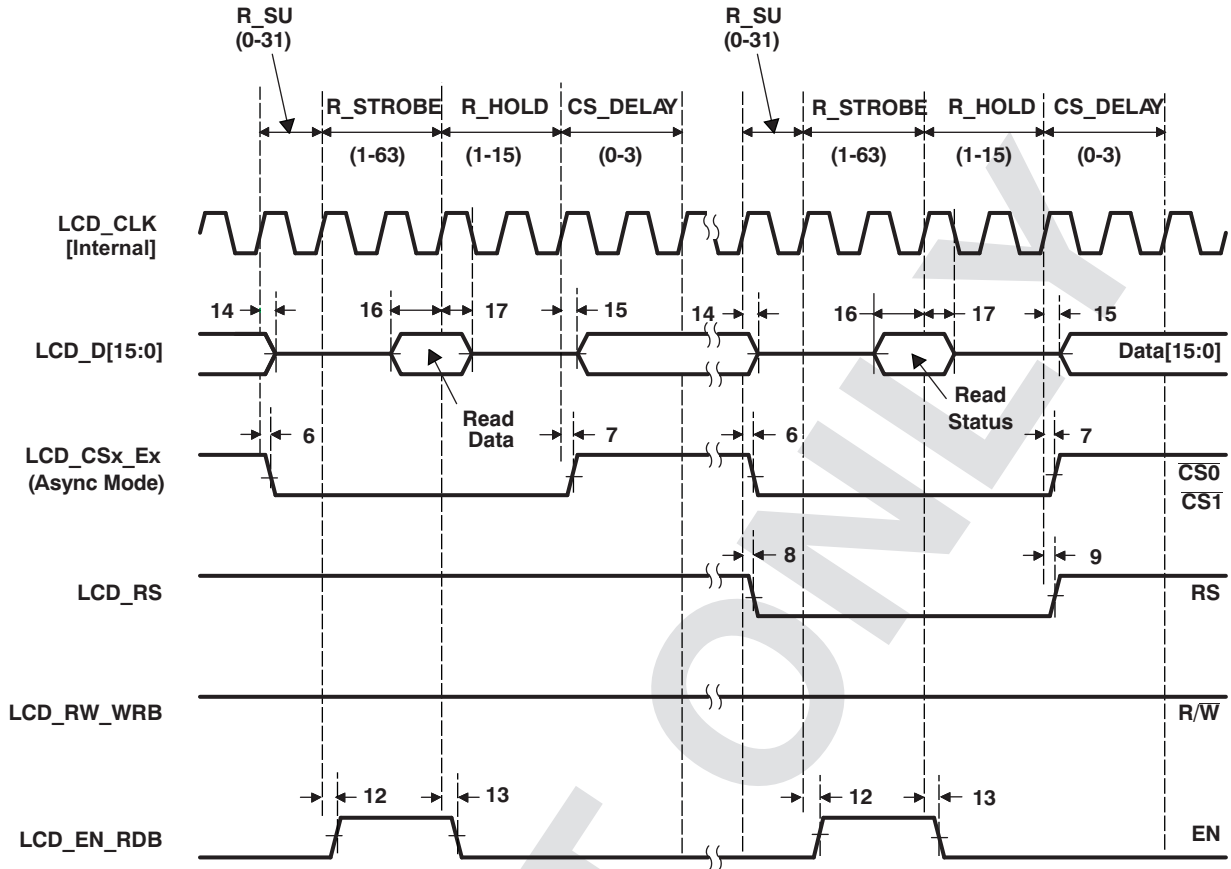 R_SU
(0-31)
R_SU
(0-31)
R_STROBE R_HOLD CS_DELAY
R_STROBE R_HOLD CS_DELAY
(1-63) (1-15) (0-3)
(1-63) (1-15) (0-3)
LCD_CLK
[Internal]
14 16 17 15
14 16 17 15
LCD_D[15:0]
Data[15:0]
Read
Data
Read
Status
6 7
6 7
LCD_CSx_Ex
(Async Mode)
CS0
CS1
8 9
LCD_RS
RS
LCD_RW_WRB
R/W
12 13
12 13
LCD_EN_RDB
EN
ONLY